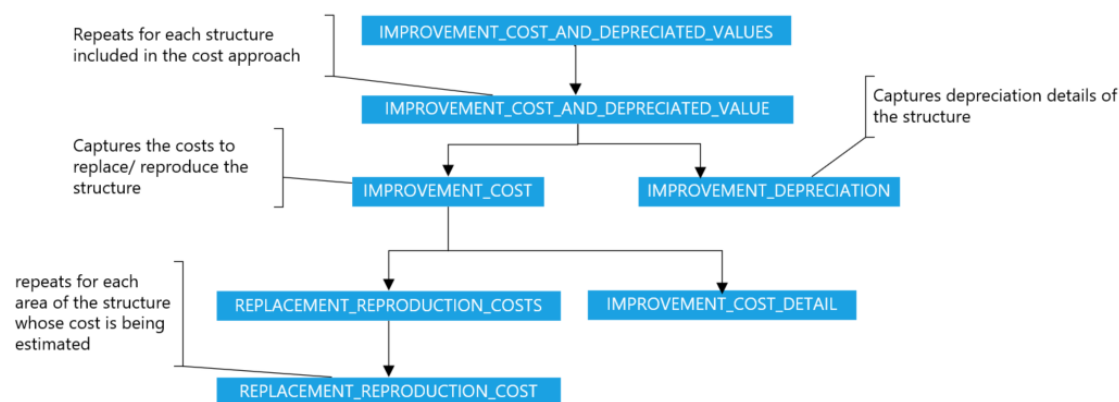 Repeats for each structure
included in the cost approach
IMPROVEMENT_COST_AND_DEPRECIATED_VALUES
IMPROVEMENT_COST_AND_DEPRECIATED_VALUE
Captures depreciation details of
the structure
Captures the costs to
replace/ reproduce the
structure
IMPROVEMENT_COST
IMPROVEMENT_DEPRECIATION
repeats for each
area of the structure
whose cost is being
estimated
REPLACEMENT_REPRODUCTION_COSTS
IMPROVEMENT_COST_DETAIL
REPLACEMENT_REPRODUCTION_COST